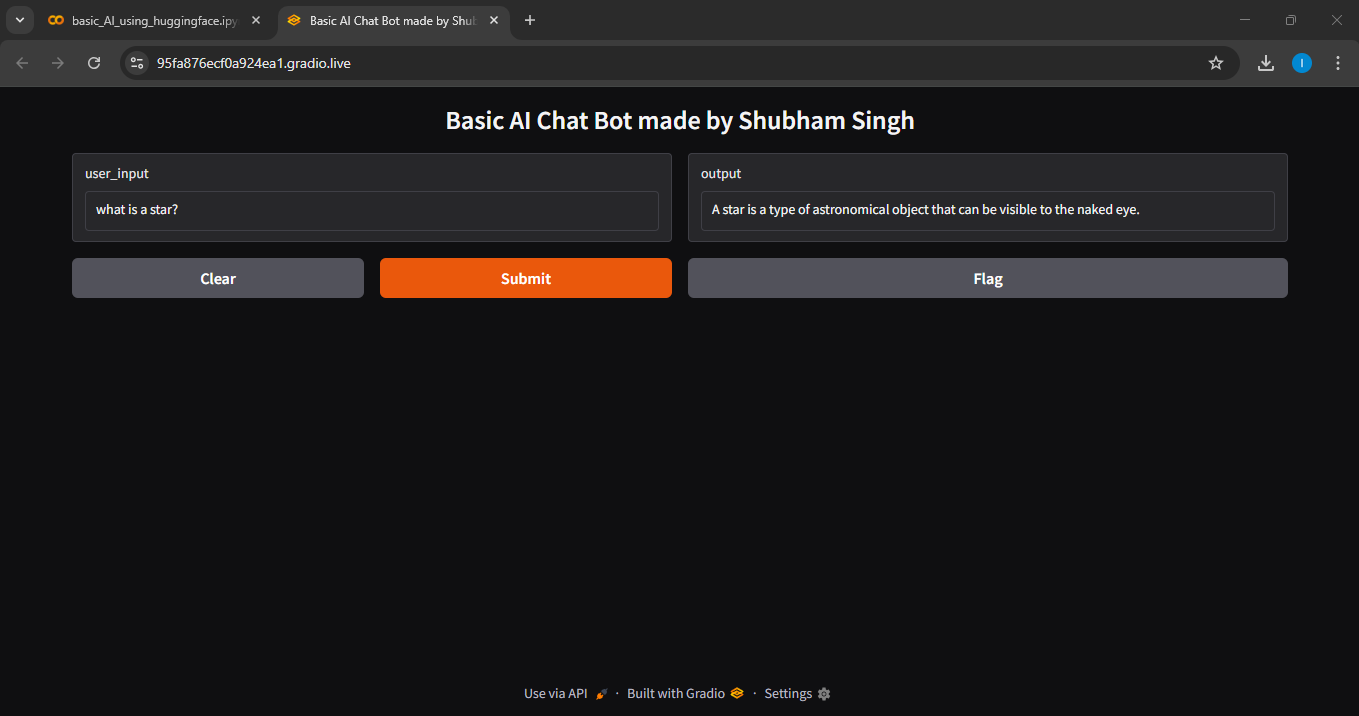 basic_AI_using_huggingface.ipy
Basic AI Chat Bot made by Shub
95fa876ecf0a924ea1.gradio.live
I
Basic AI Chat Bot made by Shubham Singh
user_input
what is a star?
output
A star is a type of astronomical object that can be visible to the naked eye.
Clear
Submit
Flag
Use via API · Built with Gradio · Settings